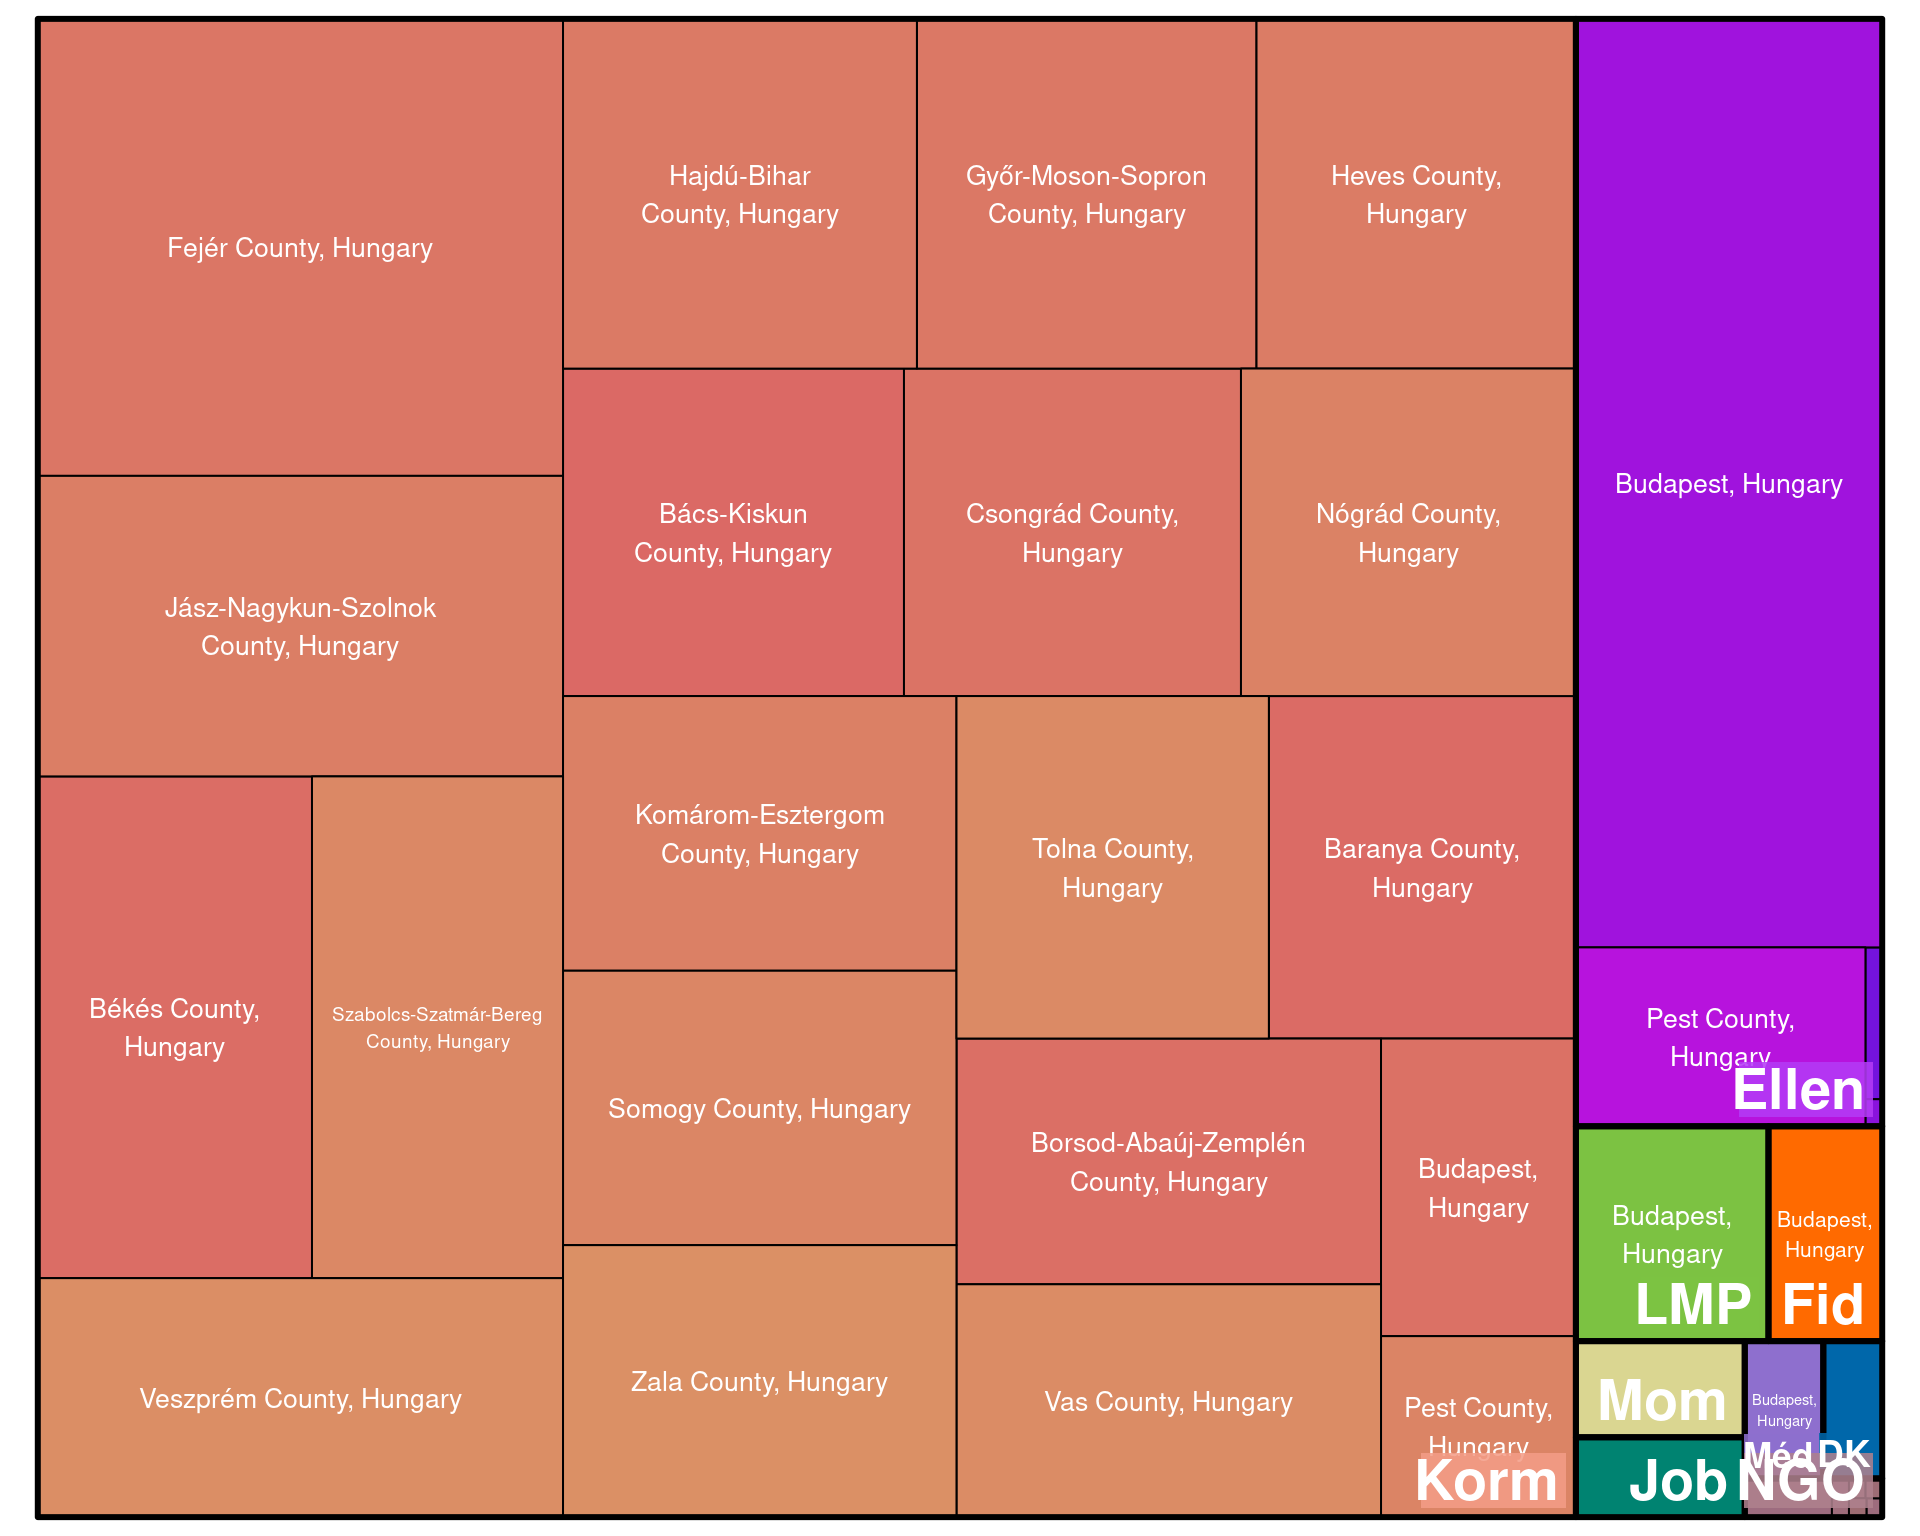 Fejér County, Hungary
Hajdú-Bihar
County, Hungary
Győr-Moson-Sopron
County, Hungary
Heves County,
Hungary
Budapest, Hungary
Jász-Nagykun-Szolnok
County, Hungary
Bács-Kiskun
County, Hungary
Csongrád County,
Hungary
Nógrád County,
Hungary
Békés County,
Hungary
Szabolcs-Szatmár-Bereg
County, Hungary
Komárom-Esztergom
County, Hungary
Tolna County,
Hungary
Baranya County,
Hungary
Somogy County, Hungary
Borsod-Abaúj-Zemplén
County, Hungary
Budapest,
Hungary
Veszprém County, Hungary
Zala County, Hungary
Vas County, Hungary
Pest County,
Hungary
Korm
Pest County,
Hungary
Ellen
Budapest,
Hungary
LMP
Budapest,
Hungary
Fid
Mom
Budapest,
Hungary
Méd
DK
Job
NGO